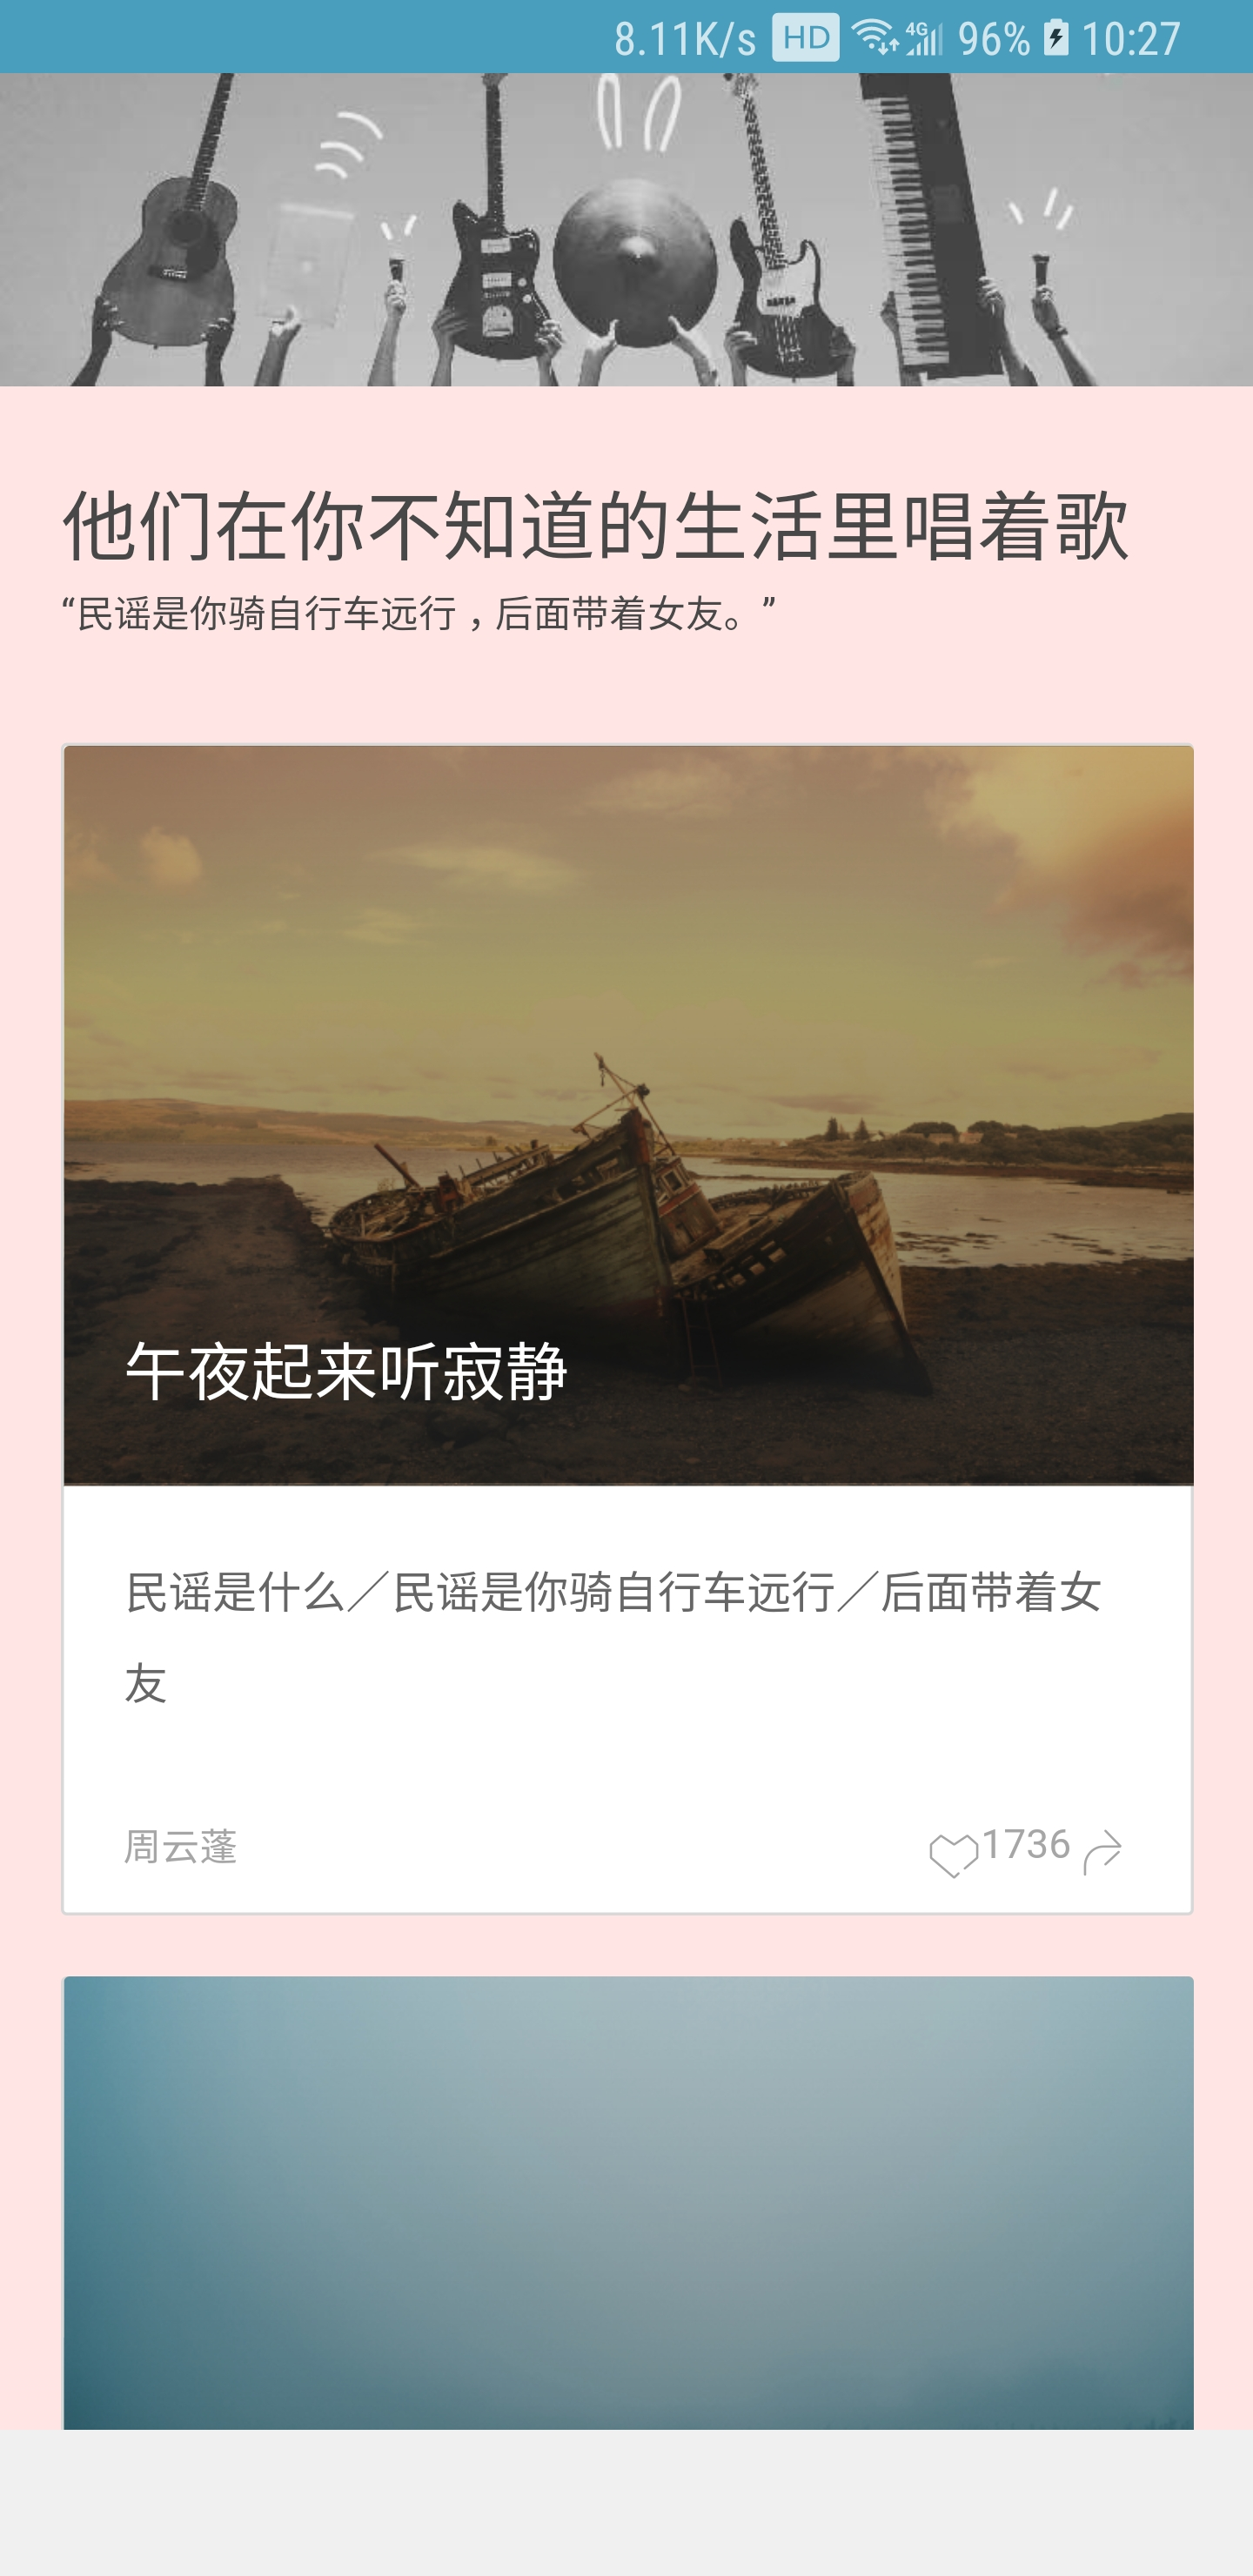 8.11K/s HD 4G 96% 10:27
他们在你不知道的生活里唱着歌
“民谣是你骑自行车远行，后面带着女友。”
午夜起来听寂静
民谣是什么／民谣是你骑自行车远行／后面带着女
友
周云蓬 1736